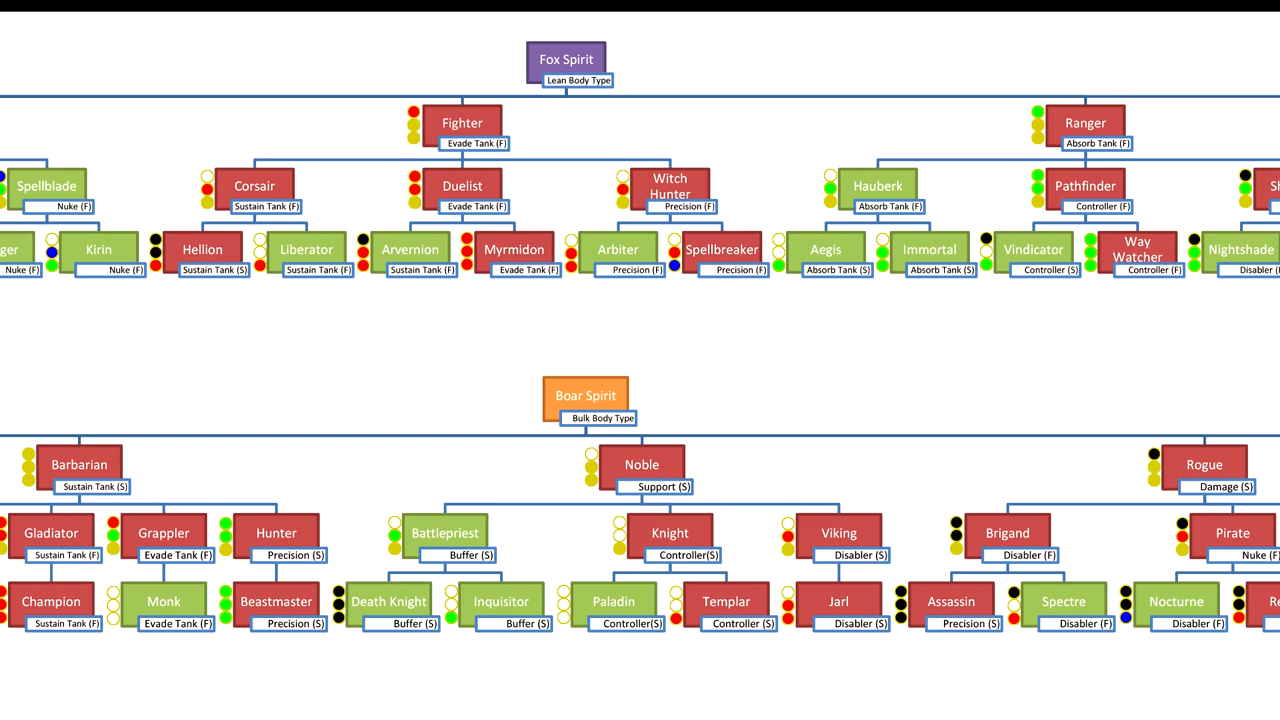 Fox Spirit
Lean Body Type
Fighter
Evade Tank (F)
Ranger
Absorb Tank (F)
Spellblade
Nuke (F)
Corsair
Sustain Tank (F)
Duelist
Evade Tank (F)
Witch
Hunter
Precision (F)
Hauberk
Absorb Tank (F)
Pathfinder
Controller (F)
Nuke (F)
Kirin
Nuke (F)
Hellion
Sustain Tank (S)
Liberator
Sustain Tank (F)
Arvernion
Sustain Tank (F)
Myrmidon
Evade Tank (F)
Arbiter
Precision (F)
Spellbreaker
Precision (F)
Aegis
Absorb Tank (S)
Immortal
Absorb Tank (S)
Vindicator
Controller (S)
Way
Watcher
Controller (F)
Nightshade
Disabler
Boar Spirit
Bulk Body Type
Barbarian
Sustain Tank (S)
Noble
Support (S)
Rogue
Damage (S)
Gladiator
Sustain Tank (F)
Grappler
Evade Tank (F)
Hunter
Precision (S)
Battlepriest
Buffer (S)
Knight
Controller(S)
Viking
Disabler (S)
Brigand
Disabler (F)
Pirate
Nuke (F)
Champion
Sustain Tank (F)
Monk
Evade Tank (F)
Beastmaster
Precision (S)
Death Knight
Buffer (S)
Inquisitor
Buffer (S)
Paladin
Controller(S)
Templar
Controller (S)
Jarl
Disabler (S)
Assassin
Precision (S)
Spectre
Disabler (F)
Nocturne
Disabler (F)